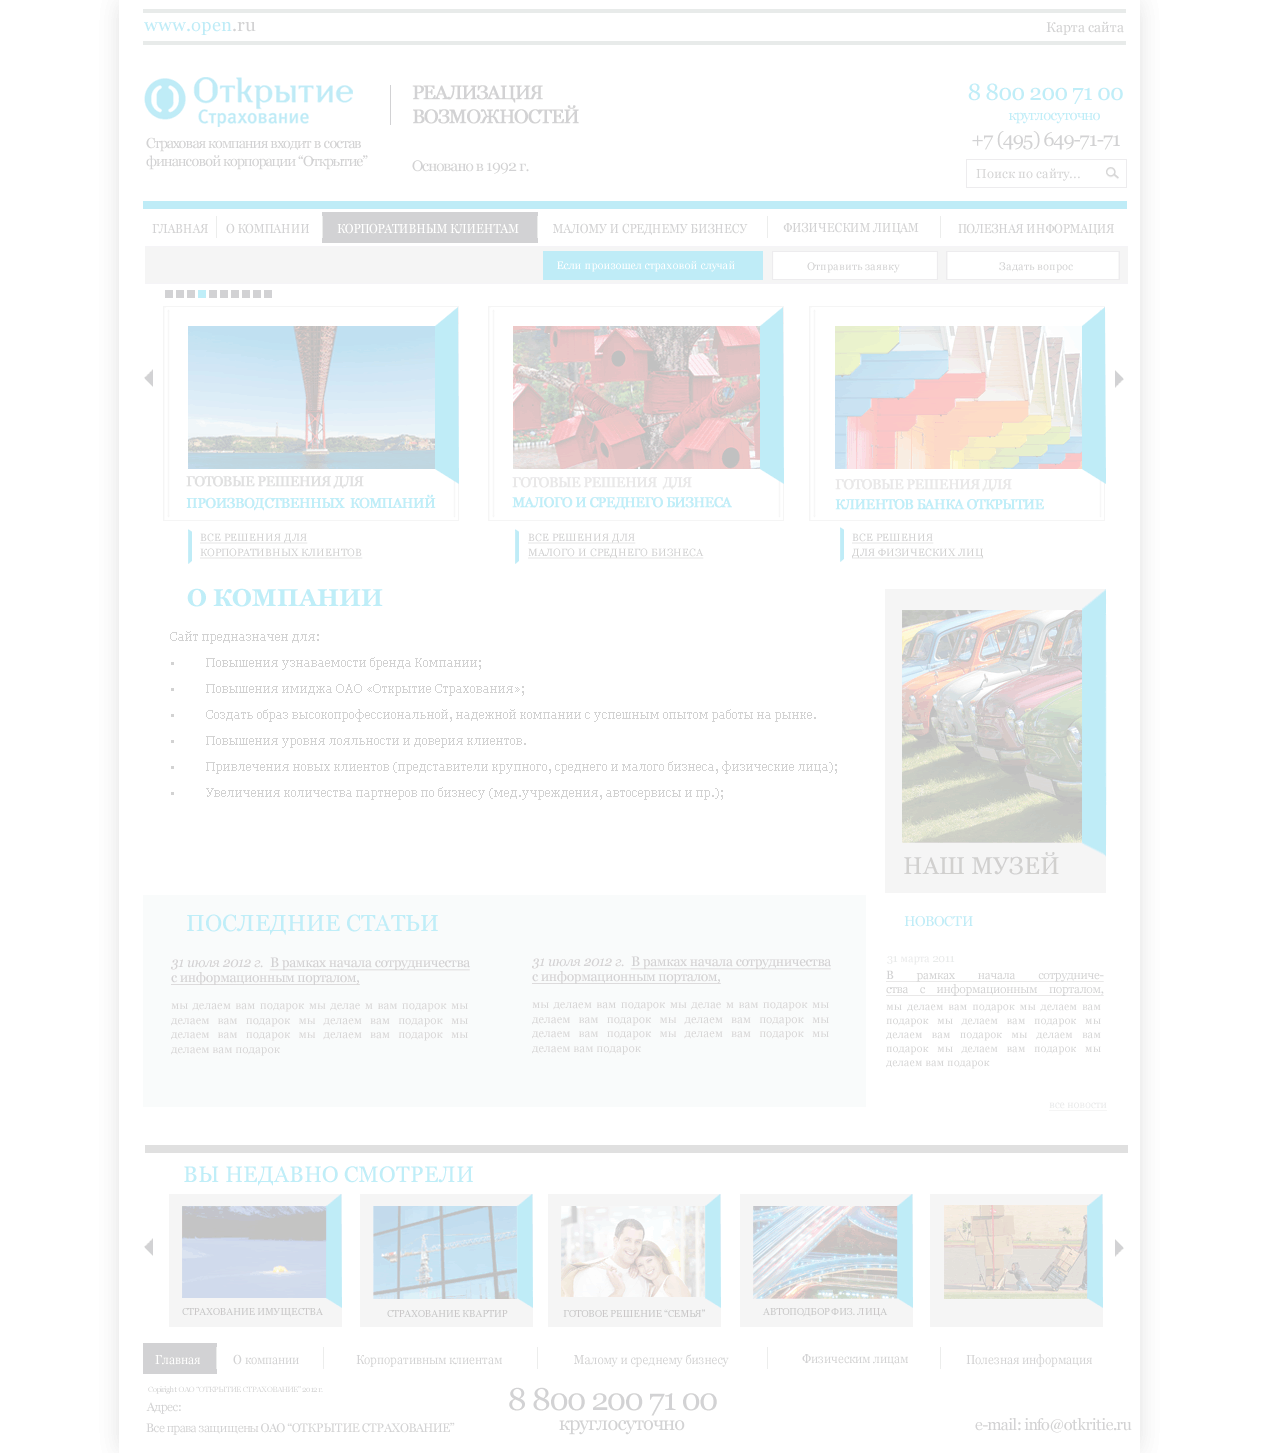 www.open.ru
Карта сайта
Открытие
Страхование
Страховая компания входит в состав
финансовой корпорации “Открытие”
РЕАЛИЗАЦИЯ
ВОЗМОЖНОСТЕЙ
Основано в 1992 г.
8 800 200 71 00
круглосуточно
+7 (495) 649-71-71
Поиск по сайту...
ГЛАВНАЯ
О КОМПАНИИ
КОРПОРАТИВНЫМ КЛИЕНТАМ
МАЛОМУ И СРЕДНЕМУ БИЗНЕСУ
ФИЗИЧЕСКИМ ЛИЦАМ
ПОЛЕЗНАЯ ИНФОРМАЦИЯ
Если произошел страховой случай
Отправить заявку
Задать вопрос
ГОТОВЫЕ РЕШЕНИЯ ДЛЯ
ПРОИЗВОДСТВЕННЫХ КОМПАНИЙ
ГОТОВЫЕ РЕШЕНИЯ ДЛЯ
МАЛОГО И СРЕДНЕГО БИЗНЕСА
ГОТОВЫЕ РЕШЕНИЯ ДЛЯ
КЛИЕНТОВ БАНКА ОТКРЫТИЕ
ВСЕ РЕШЕНИЯ ДЛЯ
КОРПОРАТИВНЫХ КЛИЕНТОВ
ВСЕ РЕШЕНИЯ ДЛЯ
МАЛОГО И СРЕДНЕГО БИЗНЕСА
ВСЕ РЕШЕНИЯ
ДЛЯ ФИЗИЧЕСКИХ ЛИЦ
О КОМПАНИИ
Сайт предназначен для:
▪ Повышения узнаваемости бренда Компании;
▪ Повышения имиджа ОАО «Открытие Страхования»;
▪ Создать образ высокопрофессиональной, надежной компании с успешным опытом работы на рынке.
▪ Повышения уровня лояльности и доверия клиентов.
▪ Привлечения новых клиентов (представители крупного, среднего и малого бизнеса, физические лица);
▪ Увеличения количества партнеров по бизнесу (мед.учреждения, автосервисы и пр.);
НАШ МУЗЕЙ
ПОСЛЕДНИЕ СТАТЬИ
31 июля 2012 г. В рамках начала сотрудничества
с информационным порталом,
мы делаем вам подарок мы делае м вам подарок мы
делаем вам подарок мы делаем вам подарок мы
делаем вам подарок мы делаем вам подарок мы
делаем вам подарок
31 июля 2012 г. В рамках начала сотрудничества
с информационным порталом,
мы делаем вам подарок мы делае м вам подарок мы
делаем вам подарок мы делаем вам подарок мы
делаем вам подарок мы делаем вам подарок мы
делаем вам подарок
НОВОСТИ
31 марта 2011
В рамках начала сотрудниче-
ства с информационным порталом,
мы делаем вам подарок мы делаем вам
подарок мы делаем вам подарок мы
делаем вам подарок мы делаем вам
подарок мы делаем вам подарок мы
делаем вам подарок
все новости
ВЫ НЕДАВНО СМОТРЕЛИ
СТРАХОВАНИЕ ИМУЩЕСТВА
СТРАХОВАНИЕ КВАРТИР
ГОТОВОЕ РЕШЕНИЕ “СЕМЬЯ”
АВТОПОДБОР ФИЗ. ЛИЦА
Главная
О компании
Корпоративным клиентам
Малому и среднему бизнесу
Физическим лицам
Полезная информация
Copiright ОАО "ОТКРЫТИЕ СТРАХОВАНИЕ" 2012 г.
Адрес:
Все права защищены ОАО “ОТКРЫТИЕ СТРАХОВАНИЕ”
8 800 200 71 00
круглосуточно
e-mail: info@otkritie.ru